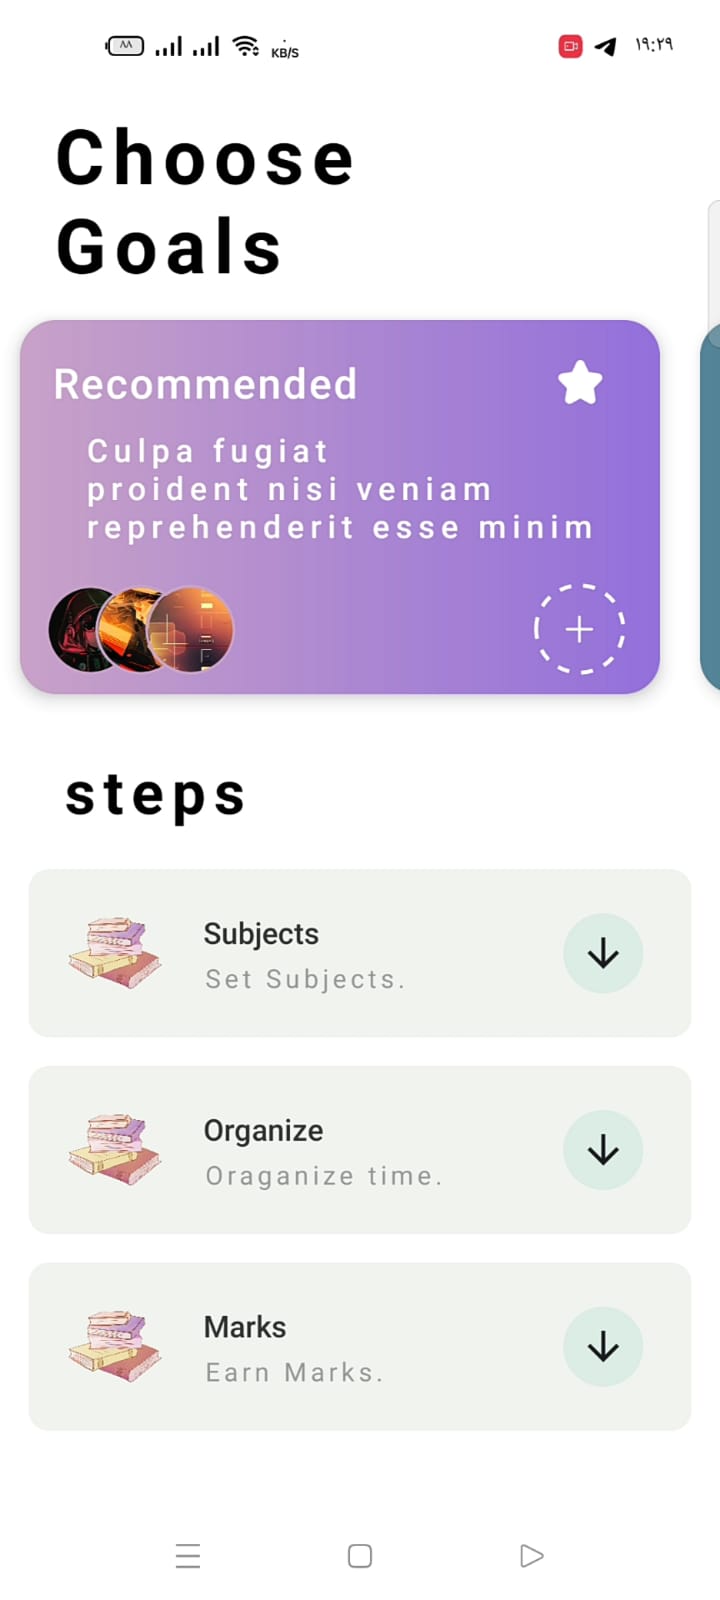 ٨٨
KB/S
١٩:٢٩
Choose
Goals
Recommended
Culpa fugiat
proident nisi veniam
reprehenderit esse minim
steps
Subjects
Set Subjects.
Organize
Oraganize time.
Marks
Earn Marks.